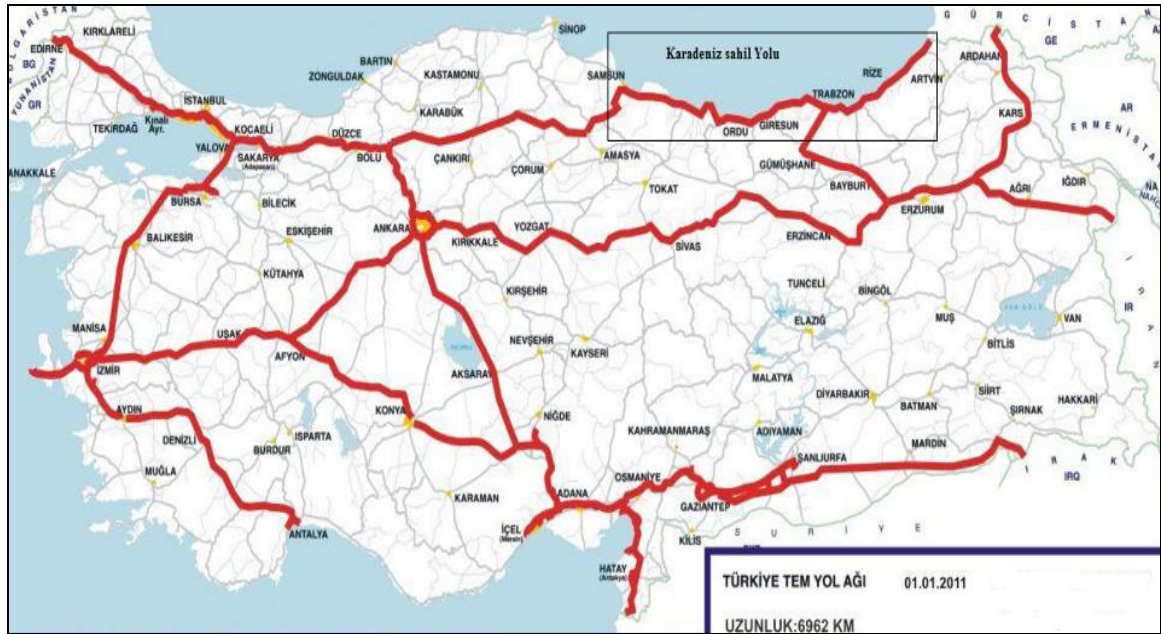 BULGARİSTAN
BG
YUNANİSTAN
GR
GÜRCİSTAN
GE
AZ
AR
ERMENİSTAN
NA
İRAN
IR
IRAK
IRQ
SURİYE
Karadeniz sahil Yolu
EDİRNE
KIRKLARELİ
TEKİRDAĞ
Kınalı
Ayr.
İSTANBUL
KOCAELİ
YALOVA
SAKARYA
(Adapazarı)
DÜZCE
BOLU
ZONGULDAK
BARTIN
KARABÜK
KASTAMONU
SİNOP
ÇANKIRI
SAMSUN
ÇORUM
AMASYA
TOKAT
ORDU
GİRESUN
TRABZON
RİZE
ARTVİN
ARDAHAN
KARS
GÜMÜŞHANE
BAYBURT
ERZURUM
AĞRI
IĞDIR
ANAKKALE
BURSA
BİLECİK
BALIKESİR
ESKİŞEHİR
KÜTAHYA
ANKARA
KIRIKKALE
YOZGAT
SİVAS
ERZİNCAN
KIRŞEHİR
NEVŞEHİR
KAYSERİ
TUNCELİ
BİNGÖL
ELAZIĞ
MUŞ
VAN
BİTLİS
MANİSA
UŞAK
AFYON
İZMİR
AKSARAY
MALATYA
DİYARBAKIR
BATMAN
SİİRT
HAKKARİ
ŞIRNAK
AYDIN
DENİZLİ
ISPARTA
BURDUR
KONYA
NİĞDE
KAHRAMANMARAŞ
ADIYAMAN
MARDİN
ŞANLIURFA
MUĞLA
KARAMAN
ADANA
OSMANİYE
GAZİANTEP
ANTALYA
İÇEL
(Mersin)
KİLİS
HATAY
(Antakya)
TÜRKİYE TEM YOL AĞI 01.01.2011
UZUNLUK:6962 KM